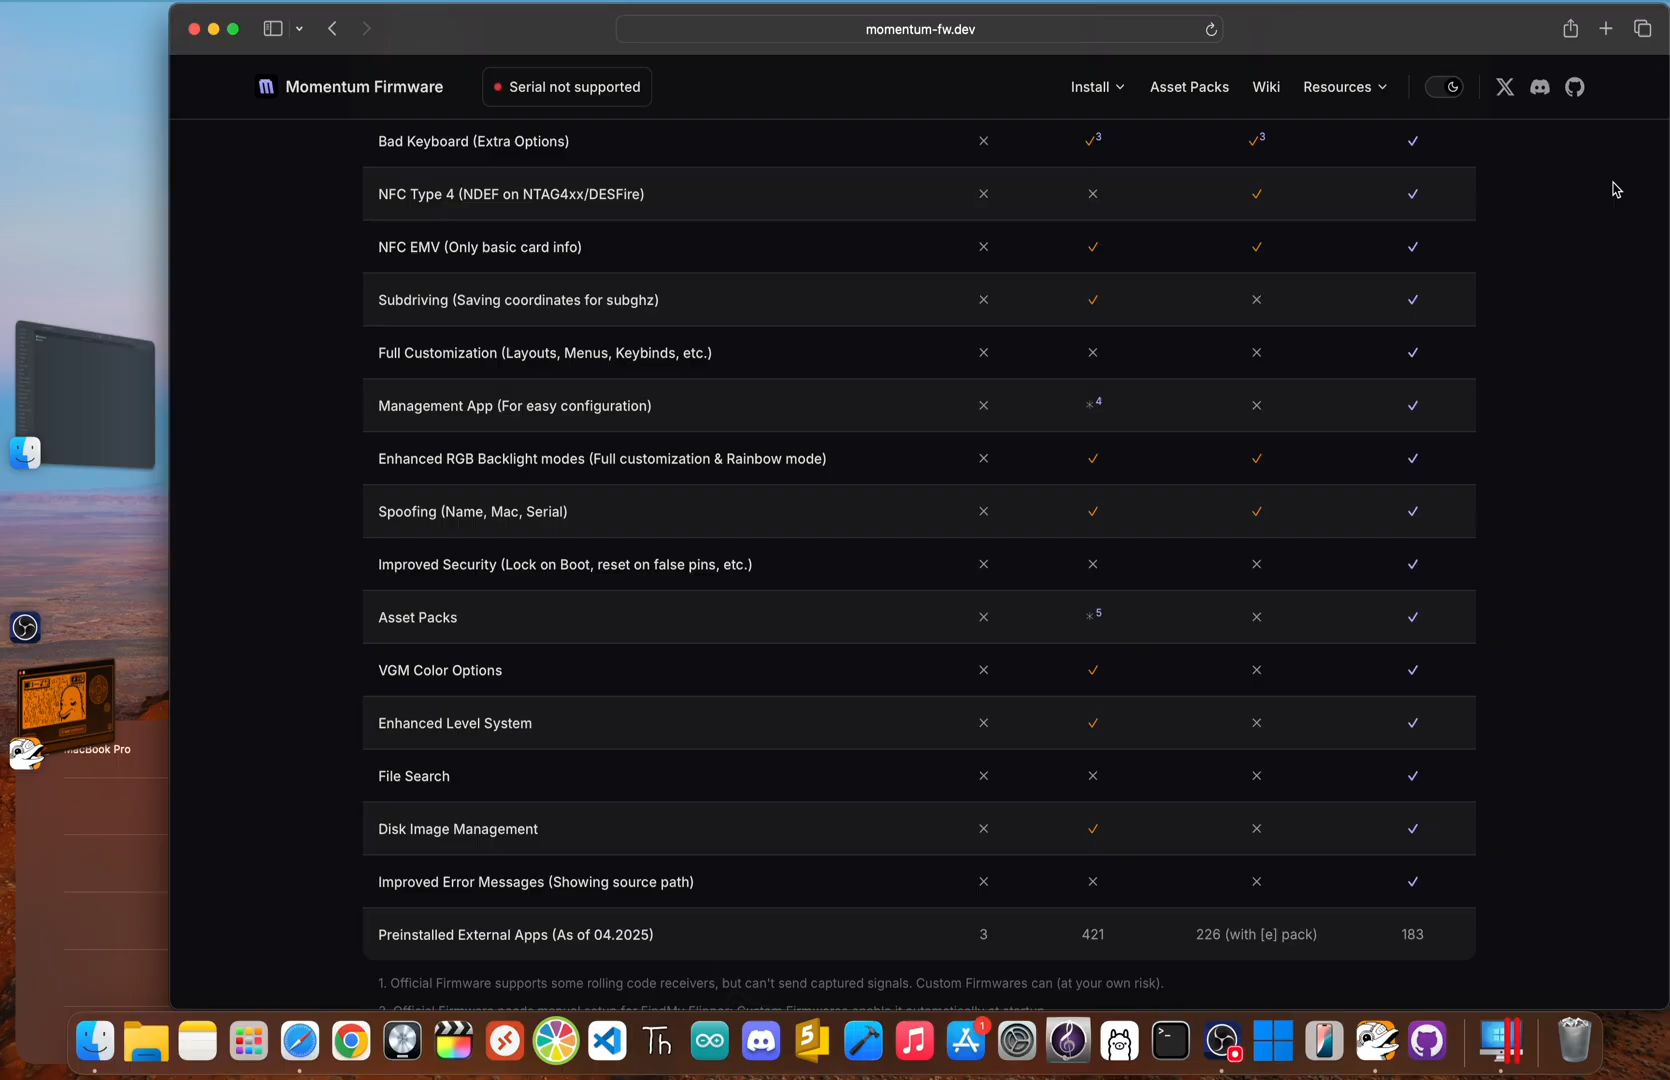 momentum-fw.dev
Momentum Firmware
Serial not supported
Install
Asset Packs
Wiki
Resources
Bad Keyboard (Extra Options) × ✓3 ✓3 ✓
NFC Type 4 (NDEF on NTAG4xx/DESFire) × × ✓ ✓
NFC EMV (Only basic card info) × ✓ ✓ ✓
Subdriving (Saving coordinates for subghz) × ✓ × ✓
Full Customization (Layouts, Menus, Keybinds, etc.) × × × ✓
Management App (For easy configuration) × *4 × ✓
Enhanced RGB Backlight modes (Full customization & Rainbow mode) × ✓ ✓ ✓
Spoofing (Name, Mac, Serial) × ✓ ✓ ✓
Improved Security (Lock on Boot, reset on false pins, etc.) × × × ✓
Asset Packs × *5 × ✓
VGM Color Options × ✓ × ✓
Enhanced Level System × ✓ × ✓
File Search × × × ✓
Disk Image Management × ✓ × ✓
Improved Error Messages (Showing source path) × × × ✓
Preinstalled External Apps (As of 04.2025) 3 421 226 (with [e] pack) 183
1. Official Firmware supports some rolling code receivers, but can't send captured signals. Custom Firmwares can (at your own risk).
MacBook Pro
Th
1